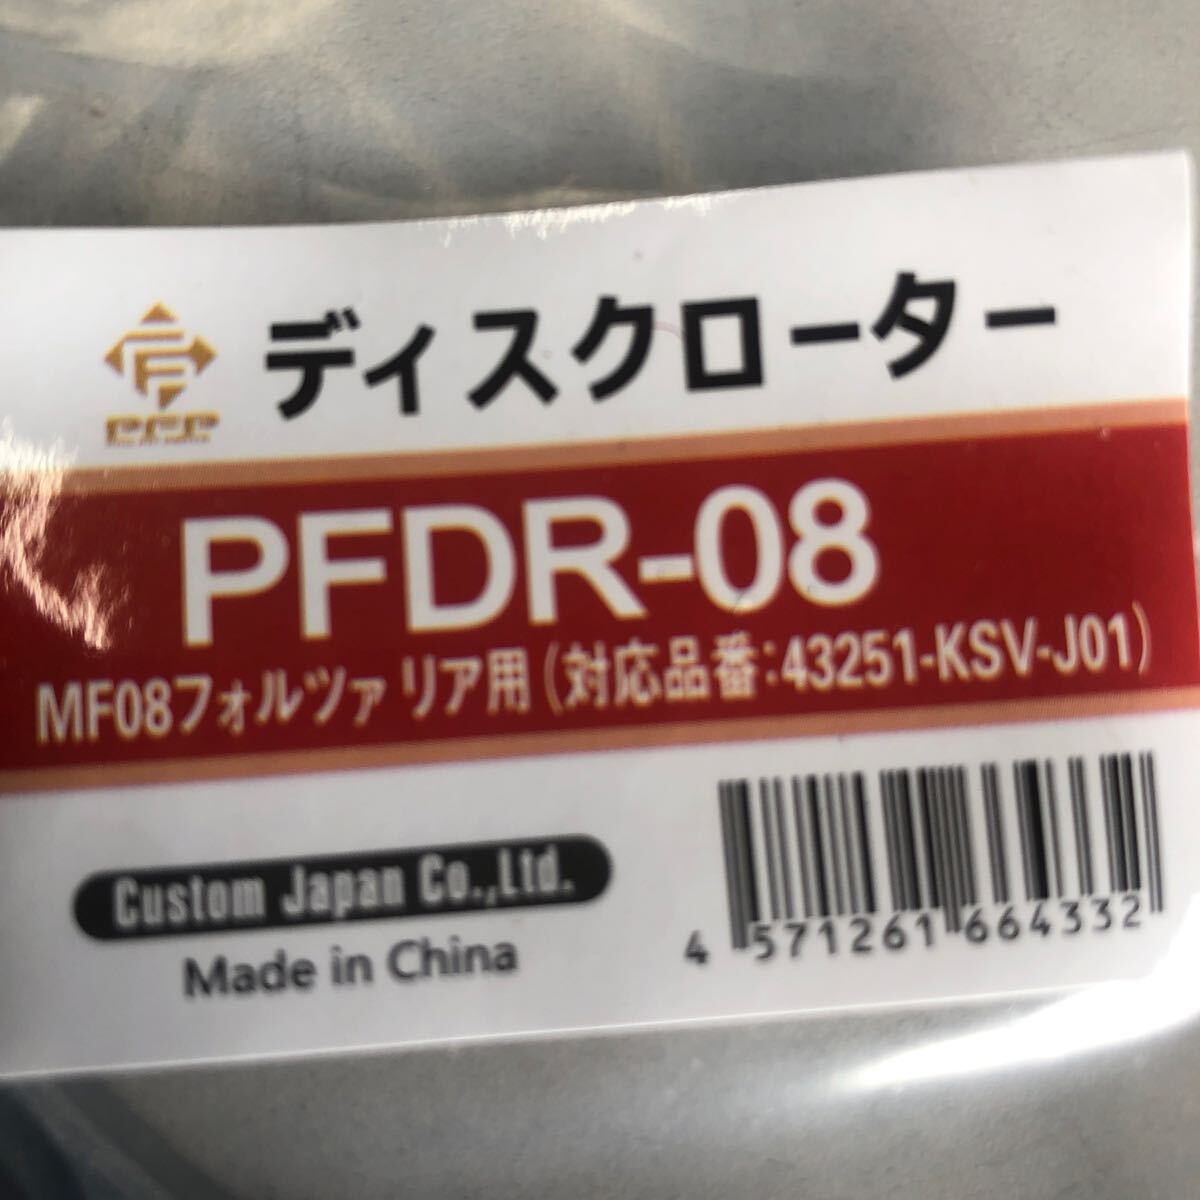 PFP
ディスクローター
PFDR-08
MF08フォルツァ リア用(対応品番:43251-KSV-J01)
Custom Japan Co.,Ltd.
Made in China
4 571261 664332